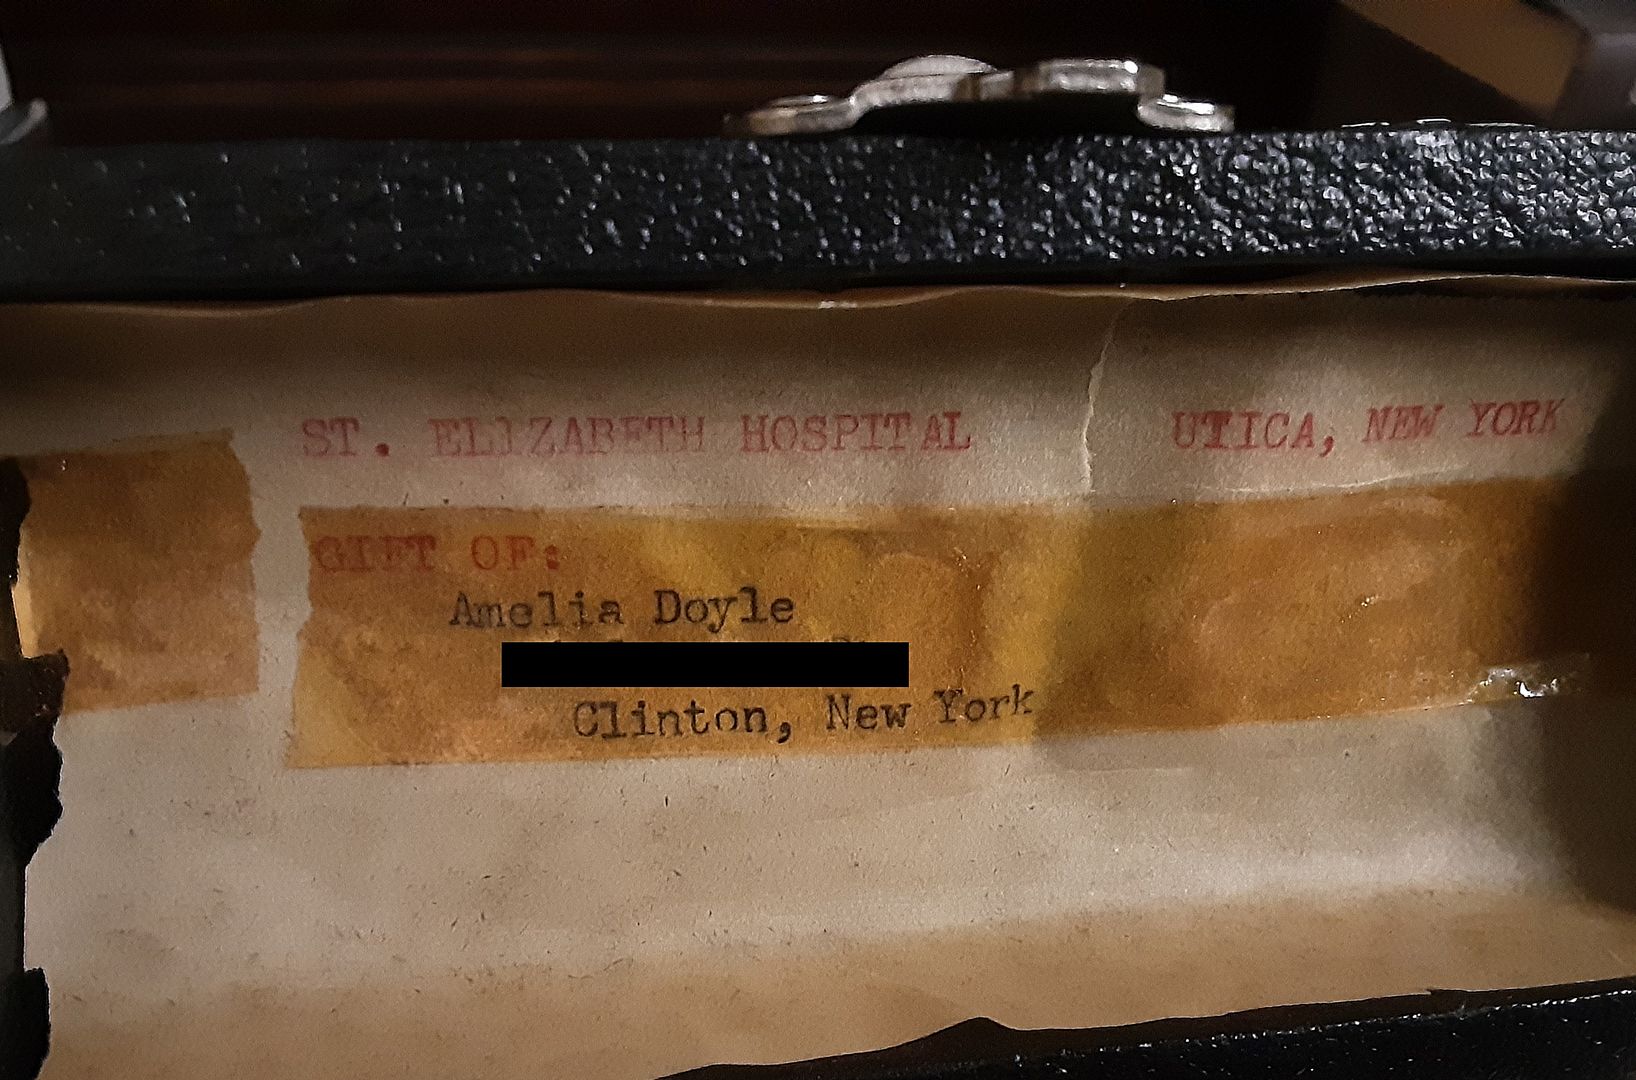 ST. ELIZABETH HOSPITAL UTICA, NEW YORK
GIFT OF:
Amelia Doyle
Clinton, New York